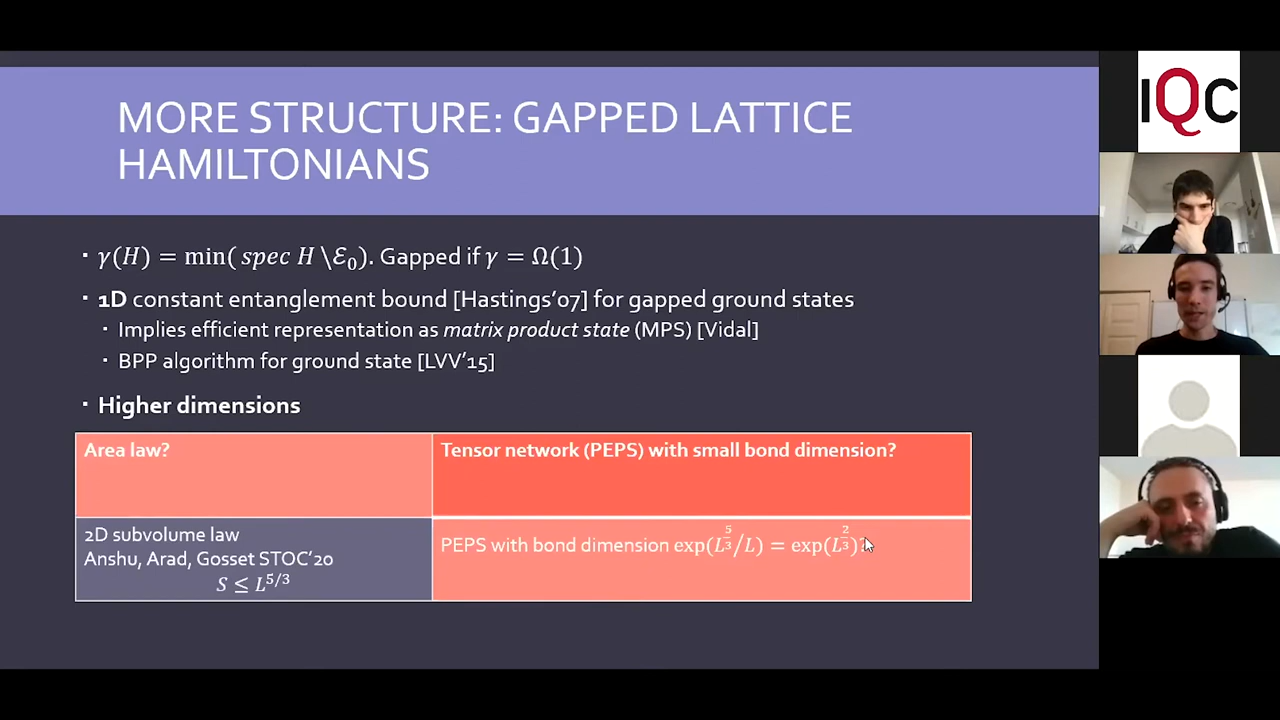 MORE STRUCTURE: GAPPED LATTICE
HAMILTONIANS
IQC
▪ γ(H) = min( spec H \ℰ₀). Gapped if γ = Ω(1)
▪ 1D constant entanglement bound [Hastings'07] for gapped ground states
▪ Implies efficient representation as matrix product state (MPS) [Vidal]
▪ BPP algorithm for ground state [LVV'15]
▪ Higher dimensions
Area law?
Tensor network (PEPS) with small bond dimension?
2D subvolume law
Anshu, Arad, Gosset STOC'20
S ≤ L^{5/3}
PEPS with bond dimension exp(L^{5/3}/L) = exp(L^{2/3})?